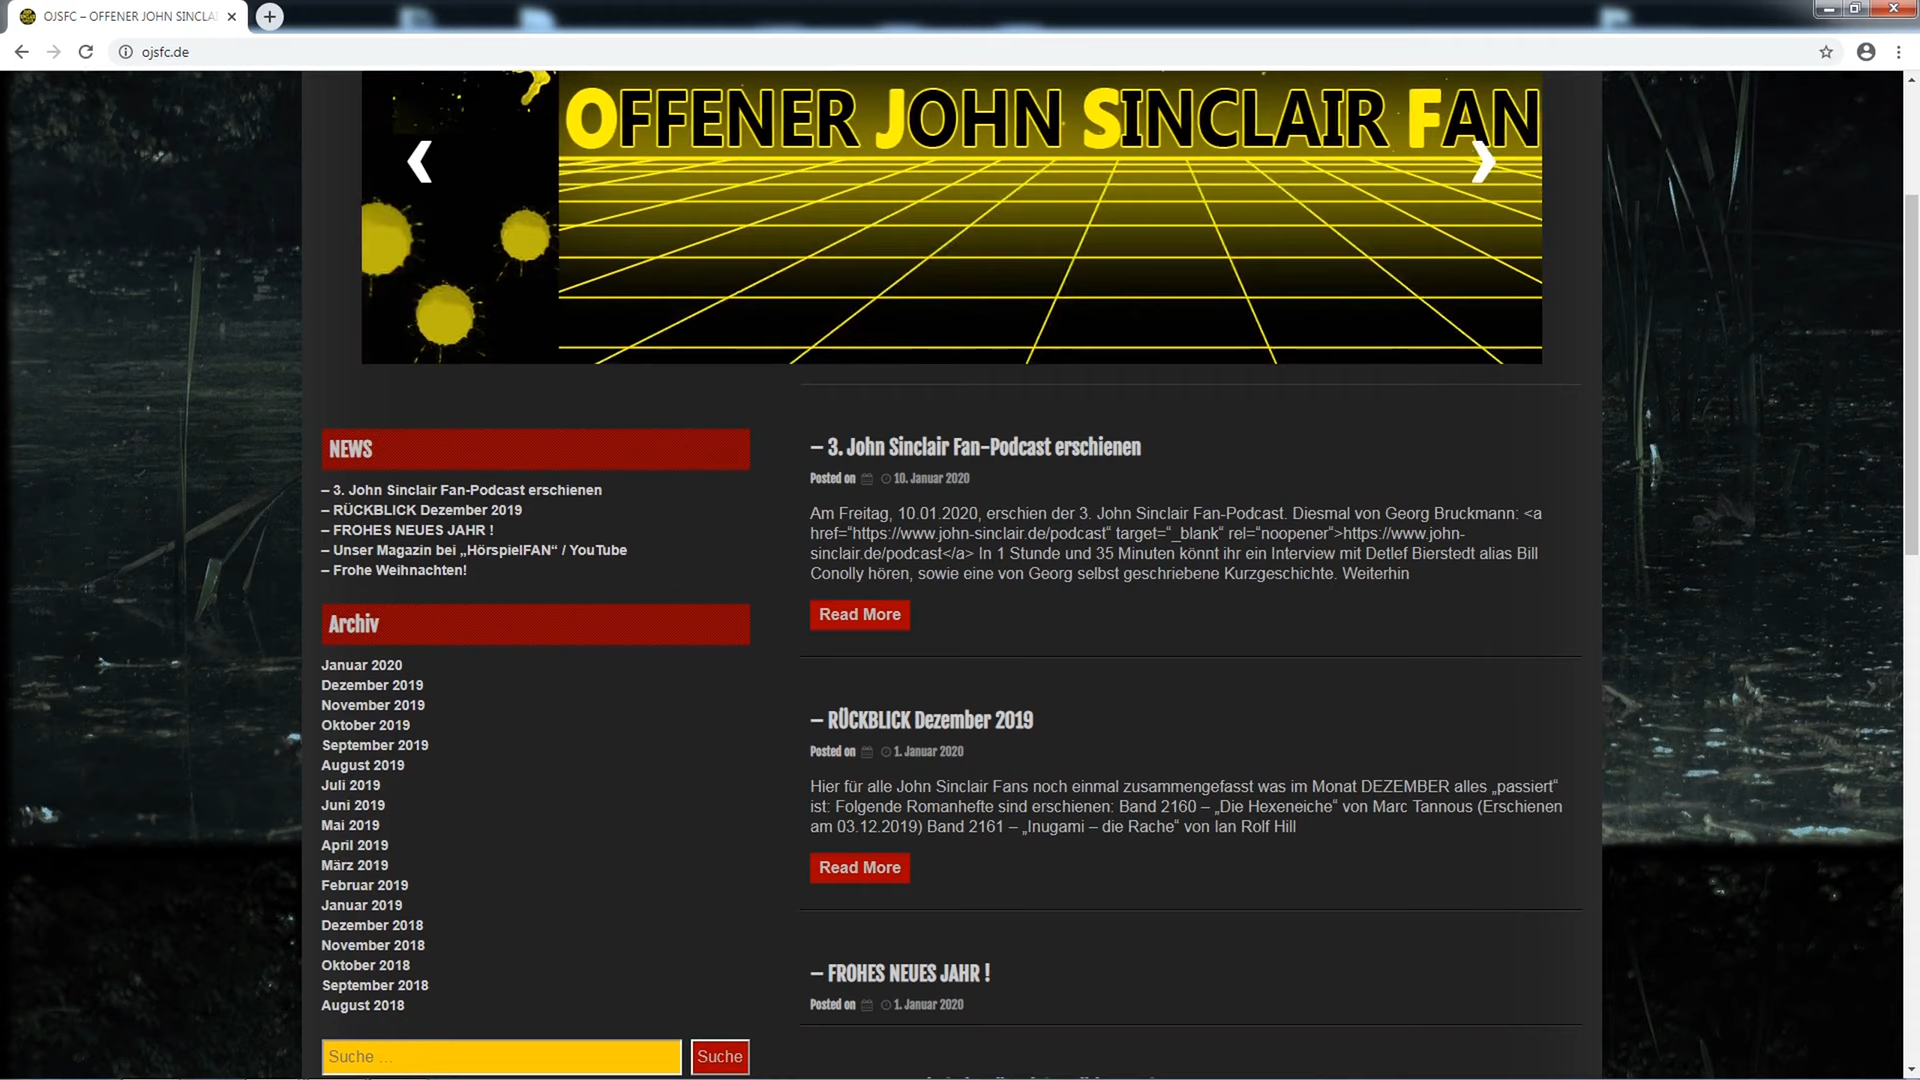 OJSFC – OFFENER JOHN SINCLA
ojsfc.de
OFFENER JOHN SINCLAIR FAN
NEWS
– 3. John Sinclair Fan-Podcast erschienen
– RÜCKBLICK Dezember 2019
– FROHES NEUES JAHR !
– Unser Magazin bei „HörspielFAN“ / YouTube
– Frohe Weihnachten!
Archiv
Januar 2020
Dezember 2019
November 2019
Oktober 2019
September 2019
August 2019
Juli 2019
Juni 2019
Mai 2019
April 2019
März 2019
Februar 2019
Januar 2019
Dezember 2018
November 2018
Oktober 2018
September 2018
August 2018
Suche …
Suche
– 3. John Sinclair Fan-Podcast erschienen
Posted on 10. Januar 2020
Am Freitag, 10.01.2020, erschien der 3. John Sinclair Fan-Podcast. Diesmal von Georg Bruckmann: <a
href=“https://www.john-sinclair.de/podcast“ target=“_blank“ rel=“noopener“>https://www.john-
sinclair.de/podcast</a> In 1 Stunde und 35 Minuten könnt ihr ein Interview mit Detlef Bierstedt alias Bill
Conolly hören, sowie eine von Georg selbst geschriebene Kurzgeschichte. Weiterhin
Read More
– RÜCKBLICK Dezember 2019
Posted on 1. Januar 2020
Hier für alle John Sinclair Fans noch einmal zusammengefasst was im Monat DEZEMBER alles „passiert“
ist: Folgende Romanhefte sind erschienen: Band 2160 – „Die Hexeneiche“ von Marc Tannous (Erschienen
am 03.12.2019) Band 2161 – „Inugami – die Rache“ von Ian Rolf Hill
Read More
– FROHES NEUES JAHR !
Posted on 1. Januar 2020